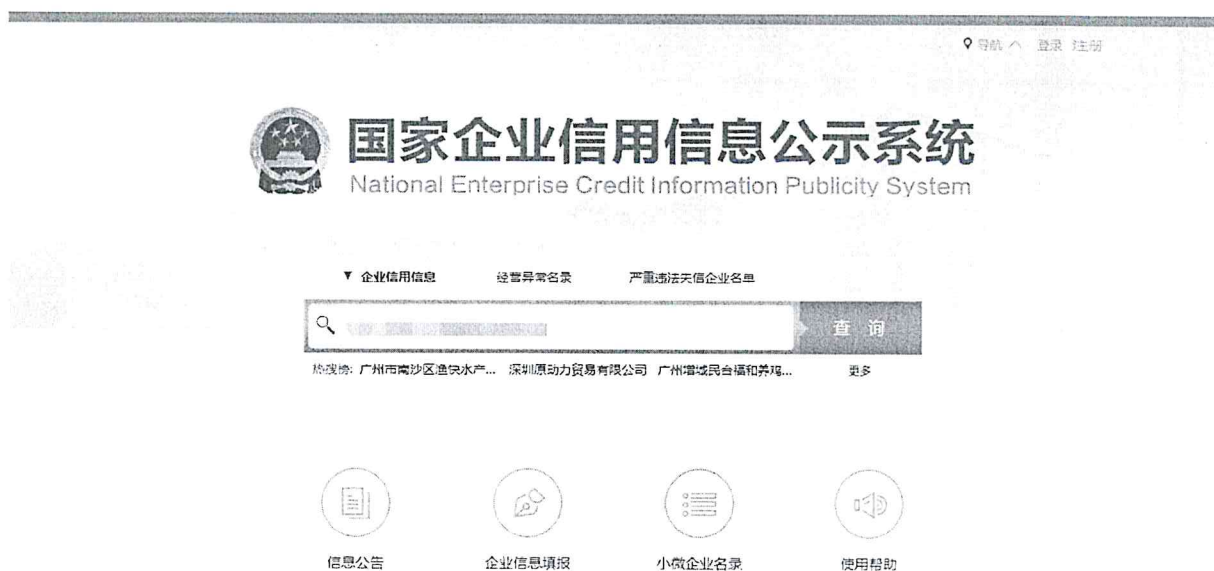 导航 登录 注册
国家企业信用信息公示系统
National Enterprise Credit Information Publicity System
企业信用信息 经营异常名录 严重违法失信企业名单
查询
热搜榜: 广州市南沙区渔快水产... 深圳原动力贸易有限公司 广州增城民合福和养鸡... 更多
信息公告 企业信息填报 小微企业名录 使用帮助